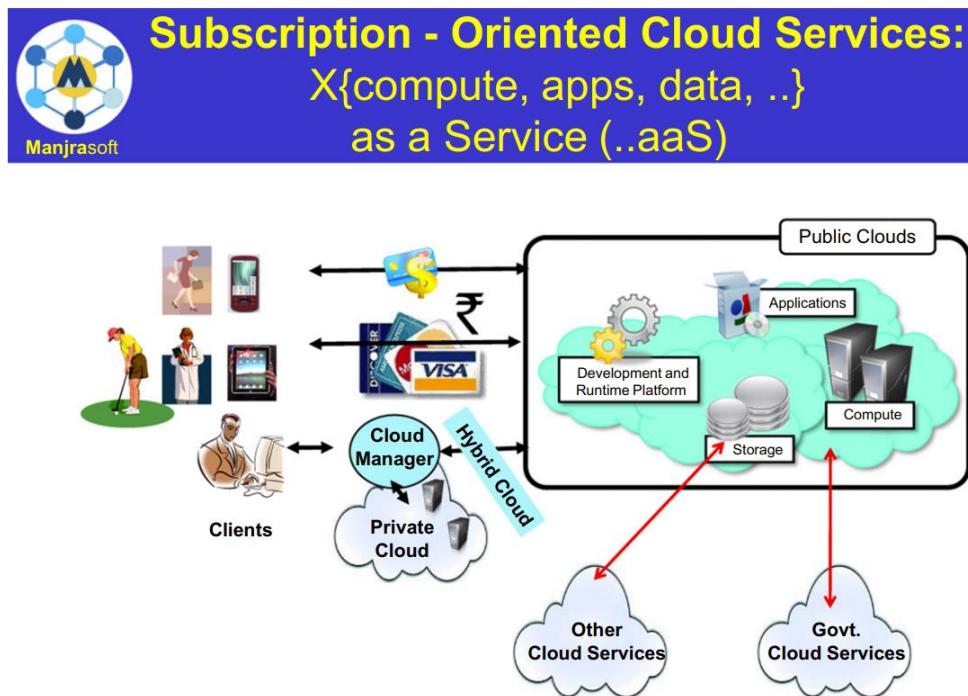 Subscription - Oriented Cloud Services:
X{compute, apps, data, ..}
as a Service (..aaS)
Manjrasoft
Public Clouds
Applications
Development and
Runtime Platform
Compute
Storage
₹
DISCOVER
VISA
Cloud
Manager
Hybrid Cloud
Private
Cloud
Clients
Other
Cloud Services
Govt.
Cloud Services